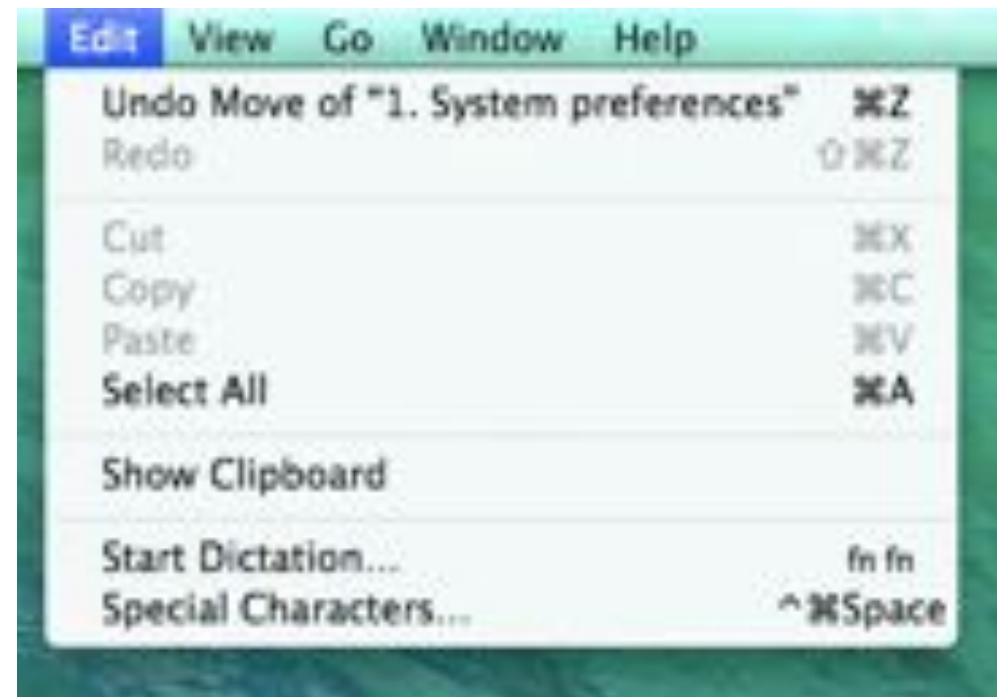 Edit View Go Window Help
Undo Move of "1. System preferences" ⌘Z
Redo ⇧⌘Z
Cut ⌘X
Copy ⌘C
Paste ⌘V
Select All ⌘A
Show Clipboard
Start Dictation... fn fn
Special Characters... ^⌘Space